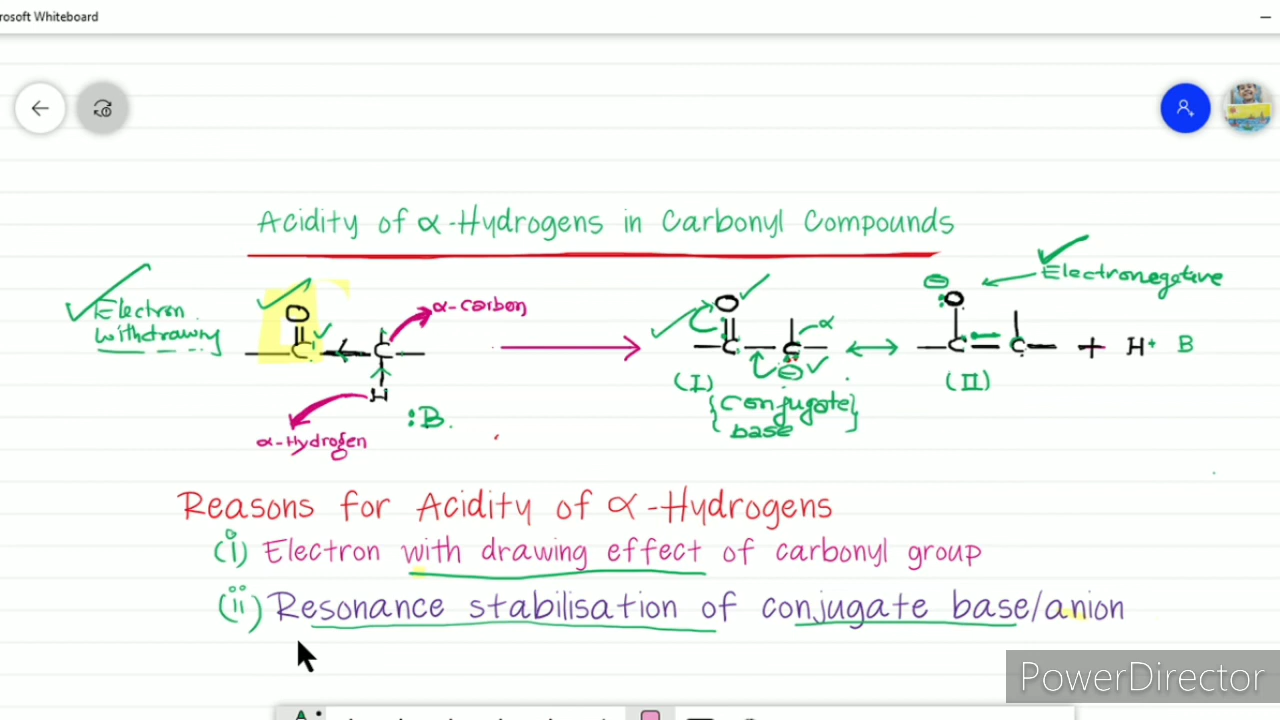 rosoft Whiteboard
Acidity of α-Hydrogens in Carbonyl Compounds
Electron withdrawing
O
C
C
H
α-carbon
α-Hydrogen
:B.
O
C
C
α
⊖
(I)
{Conjugate
base}
⊖
:O
C
C
(II)
Electronegative
+ H+ B
Reasons for Acidity of α-Hydrogens
(i) Electron with drawing effect of carbonyl group
(ii) Resonance stabilisation of conjugate base/anion
PowerDirector